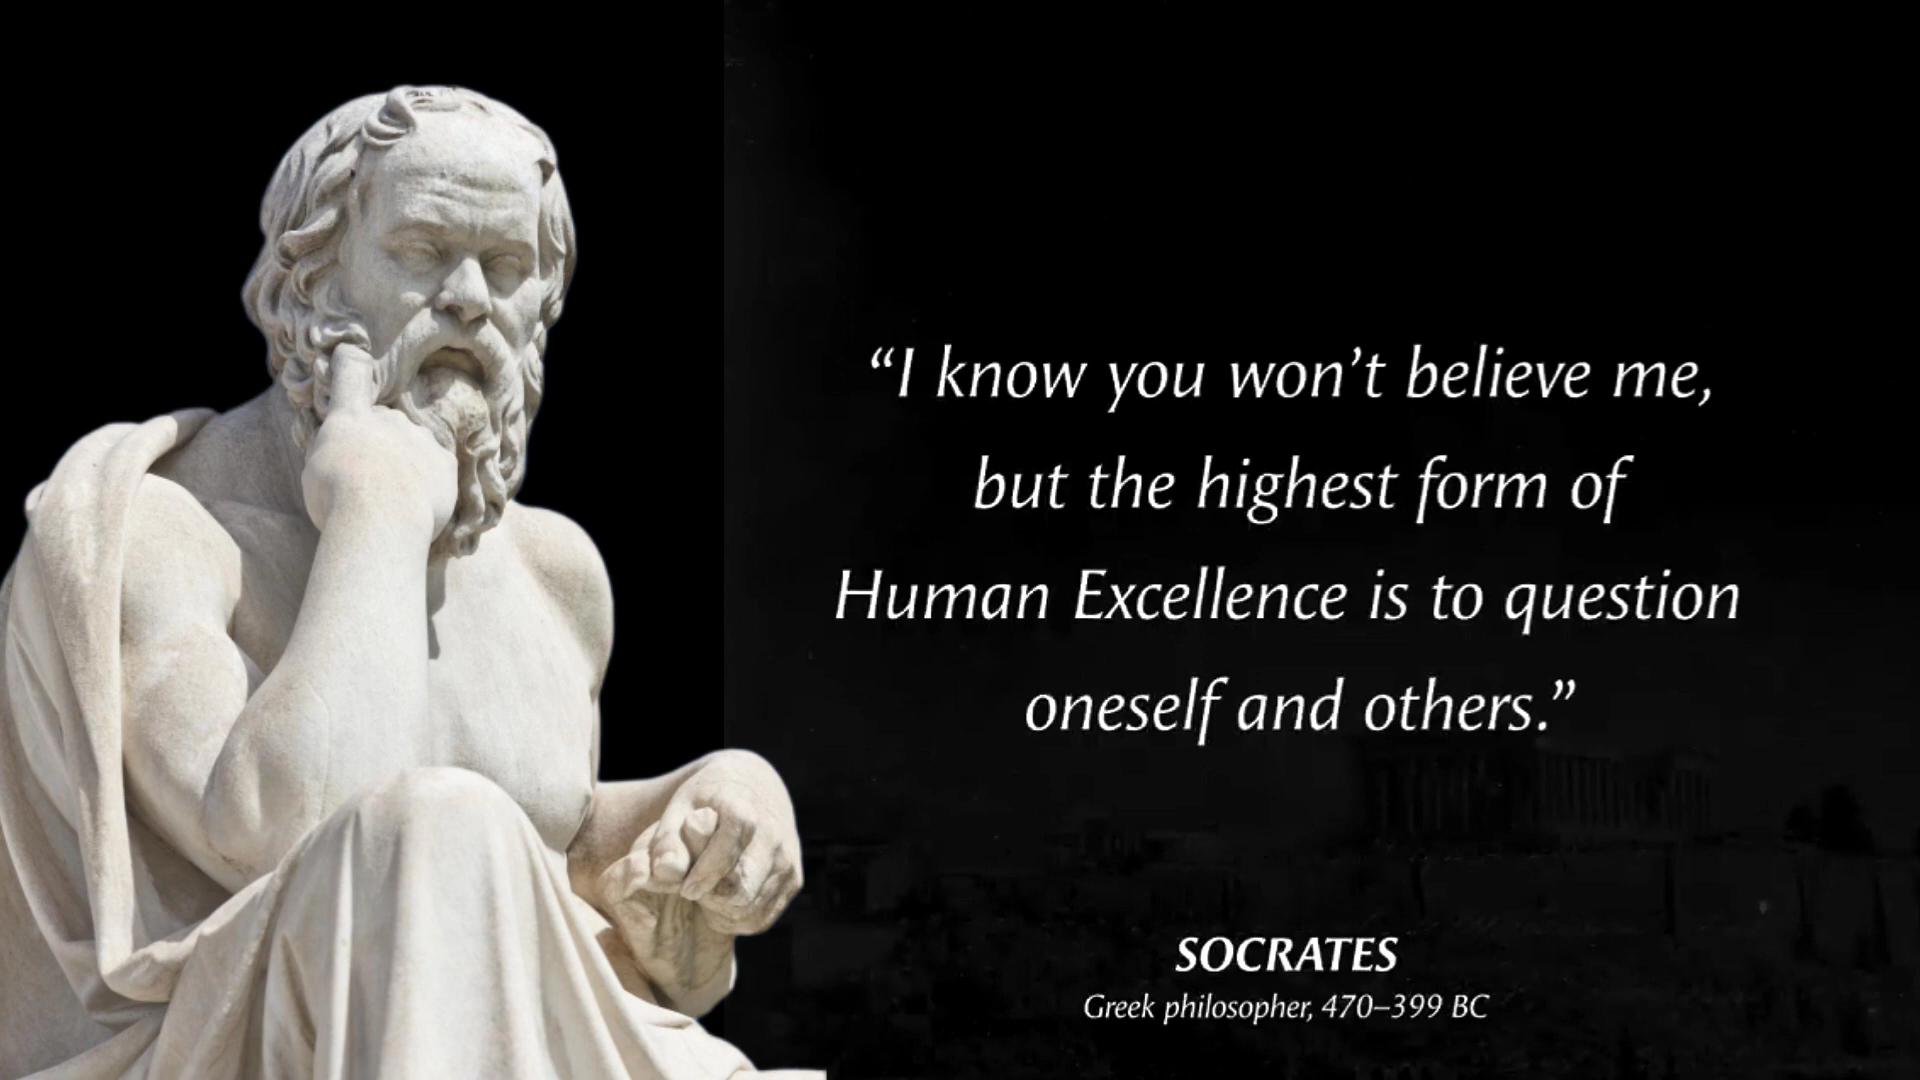 “I know you won’t believe me,
but the highest form of
Human Excellence is to question
oneself and others.”
SOCRATES
Greek philosopher, 470–399 BC